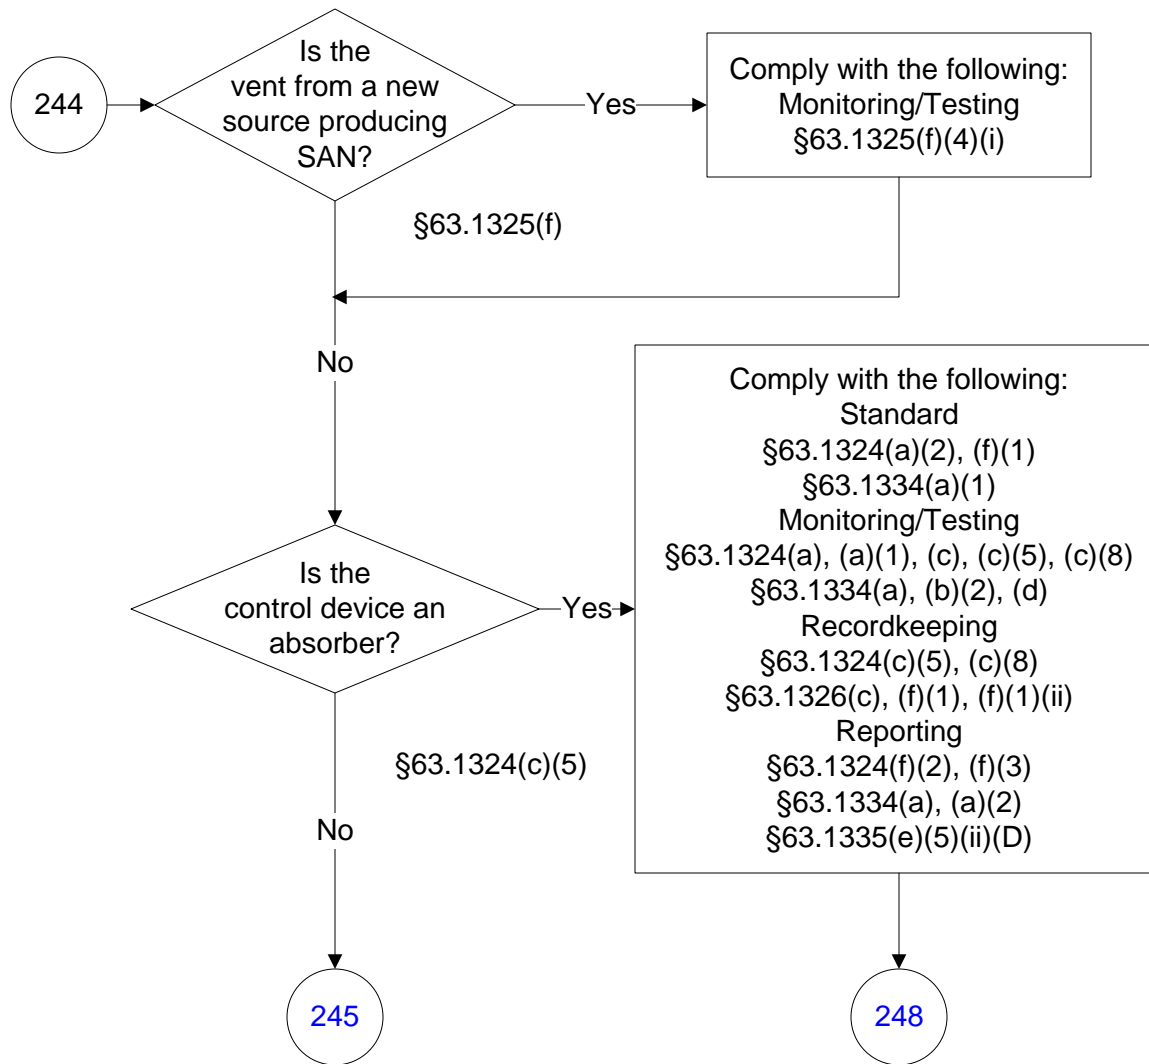 244
Is the
vent from a new
source producing
SAN?
Yes
Comply with the following:
Monitoring/Testing
§63.1325(f)(4)(i)
§63.1325(f)
No
Is the
control device an
absorber?
Yes
Comply with the following:
Standard
§63.1324(a)(2), (f)(1)
§63.1334(a)(1)
Monitoring/Testing
§63.1324(a), (a)(1), (c), (c)(5), (c)(8)
§63.1334(a), (b)(2), (d)
Recordkeeping
§63.1324(c)(5), (c)(8)
§63.1326(c), (f)(1), (f)(1)(ii)
Reporting
§63.1324(f)(2), (f)(3)
§63.1334(a), (a)(2)
§63.1335(e)(5)(ii)(D)
§63.1324(c)(5)
No
245
248